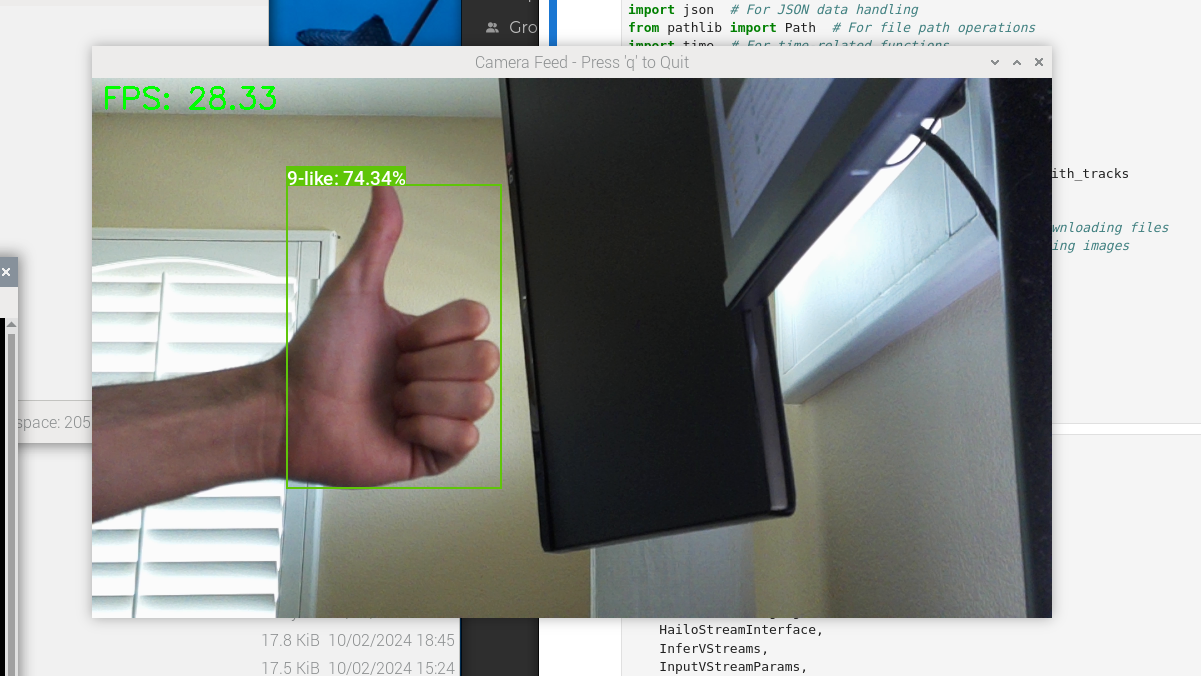 import json  # For JSON data handling
Gro
from pathlib import Path  # For file path operations
import time  # For time-related functions
Camera Feed - Press 'q' to Quit
FPS: 28.33
9-like: 74.34%
ith_tracks
wnloading files
ing images
space: 205
17.8 KiB  10/02/2024 18:45
HailoStreamInterface,
InferVStreams,
17.5 KiB  10/02/2024 15:24
InputVStreamParams,